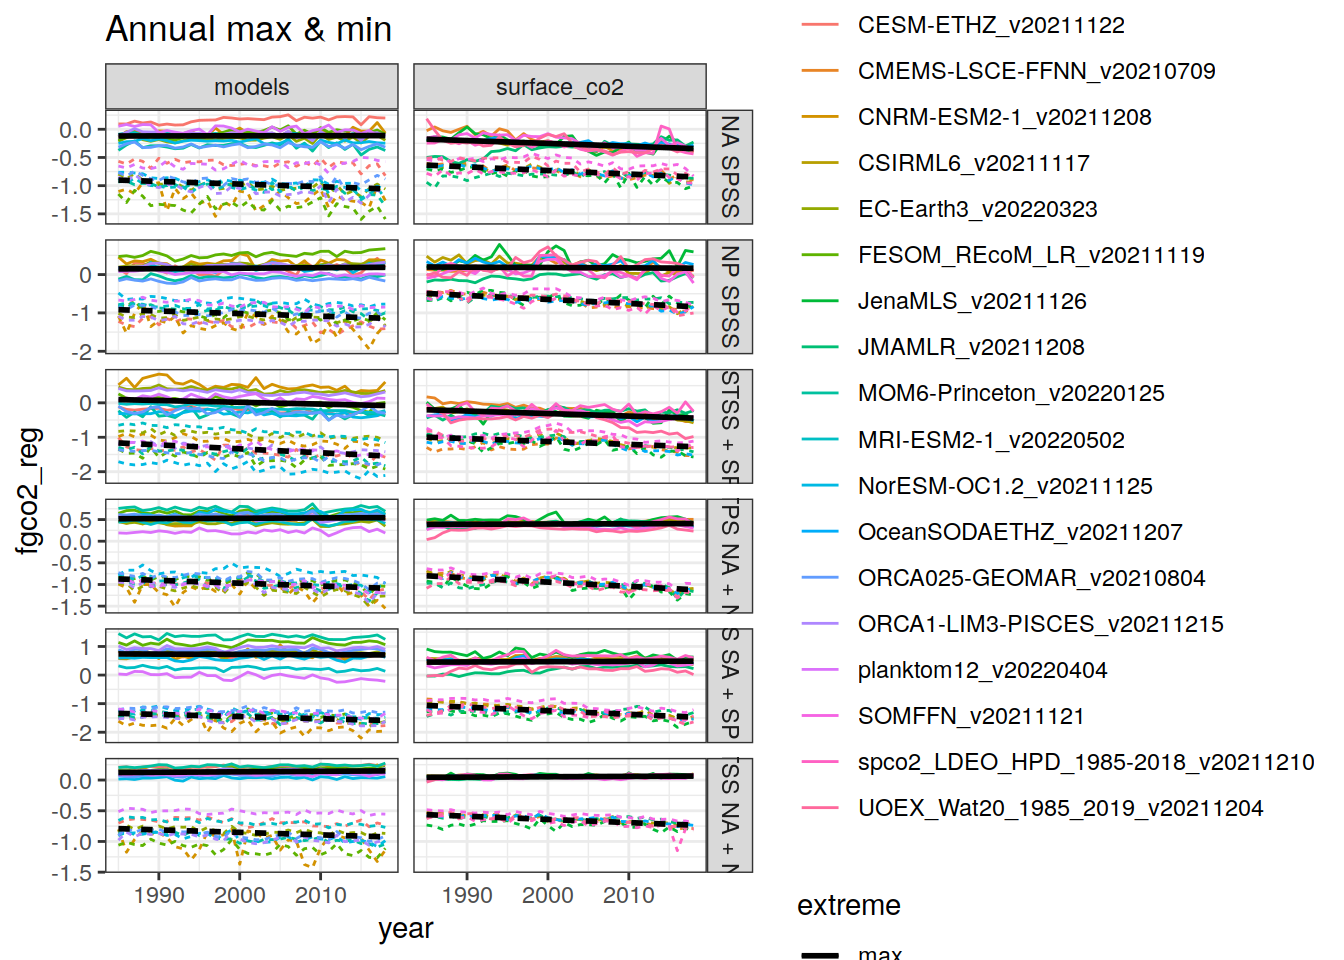 Annual max & min
models
surface_co2
fgco2_reg
0.0
-0.5
-1.0
-1.5
NA SPSS
0
-1
-2
NP SPSS
0
-1
-2
STSS + SP
0.5
0.0
-0.5
-1.0
-1.5
PS NA + N
1
0
-1
-2
S SA + SP
0.0
-0.5
-1.0
-1.5
SS NA + N
1990
2000
2010
1990
2000
2010
year
CESM-ETHZ_v20211122
CMEMS-LSCE-FFNN_v20210709
CNRM-ESM2-1_v20211208
CSIRML6_v20211117
EC-Earth3_v20220323
FESOM_REcoM_LR_v20211119
JenaMLS_v20211126
JMAMLR_v20211208
MOM6-Princeton_v20220125
MRI-ESM2-1_v20220502
NorESM-OC1.2_v20211125
OceanSODAETHZ_v20211207
ORCA025-GEOMAR_v20210804
ORCA1-LIM3-PISCES_v20211215
planktom12_v20220404
SOMFFN_v20211121
spco2_LDEO_HPD_1985-2018_v20211210
UOEX_Wat20_1985_2019_v20211204
extreme
max